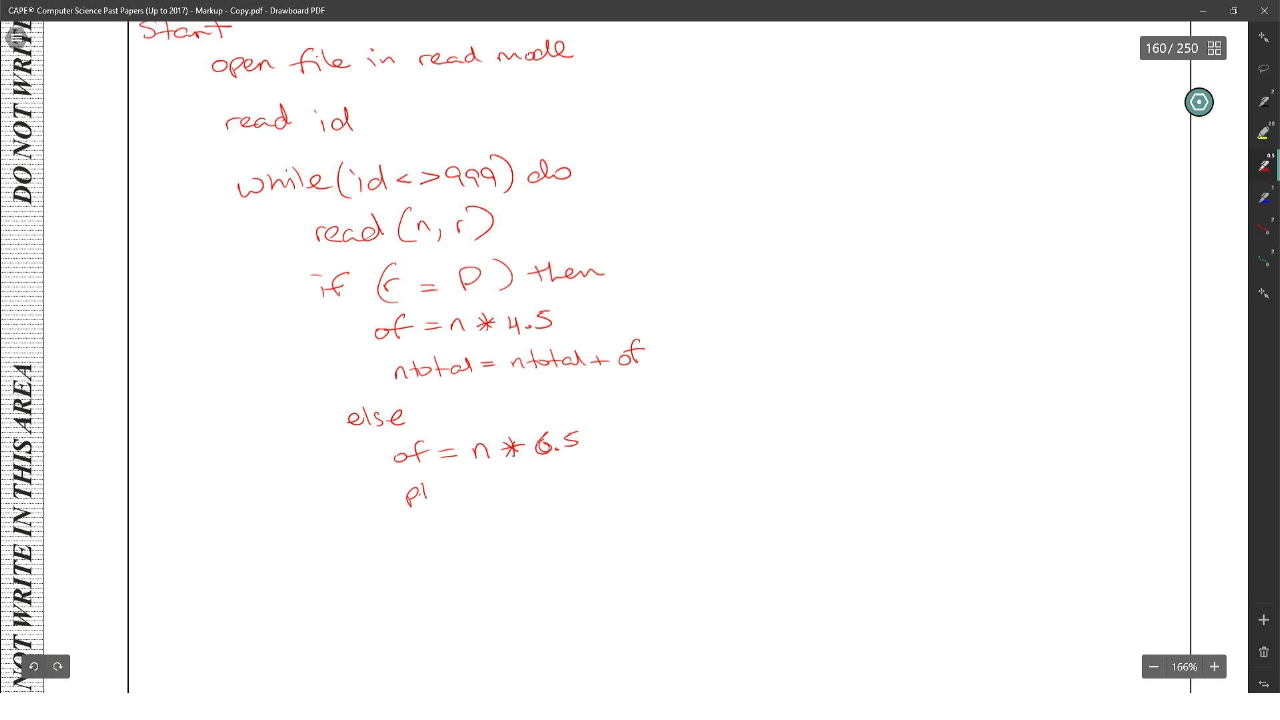 CAPE® Computer Science Past Papers (Up to 2017) - Markup - Copy.pdf - Drawboard PDF
DO NOT WRIT
NOT WRITE IN THIS AREA
160 / 250
Start
open file in read mode
read id
while (id <> 999) do
read (n, r)
if (r = P) then
of = n * 4.5
ntotal = ntotal + of
else
of = n * 6.5
pl
166%